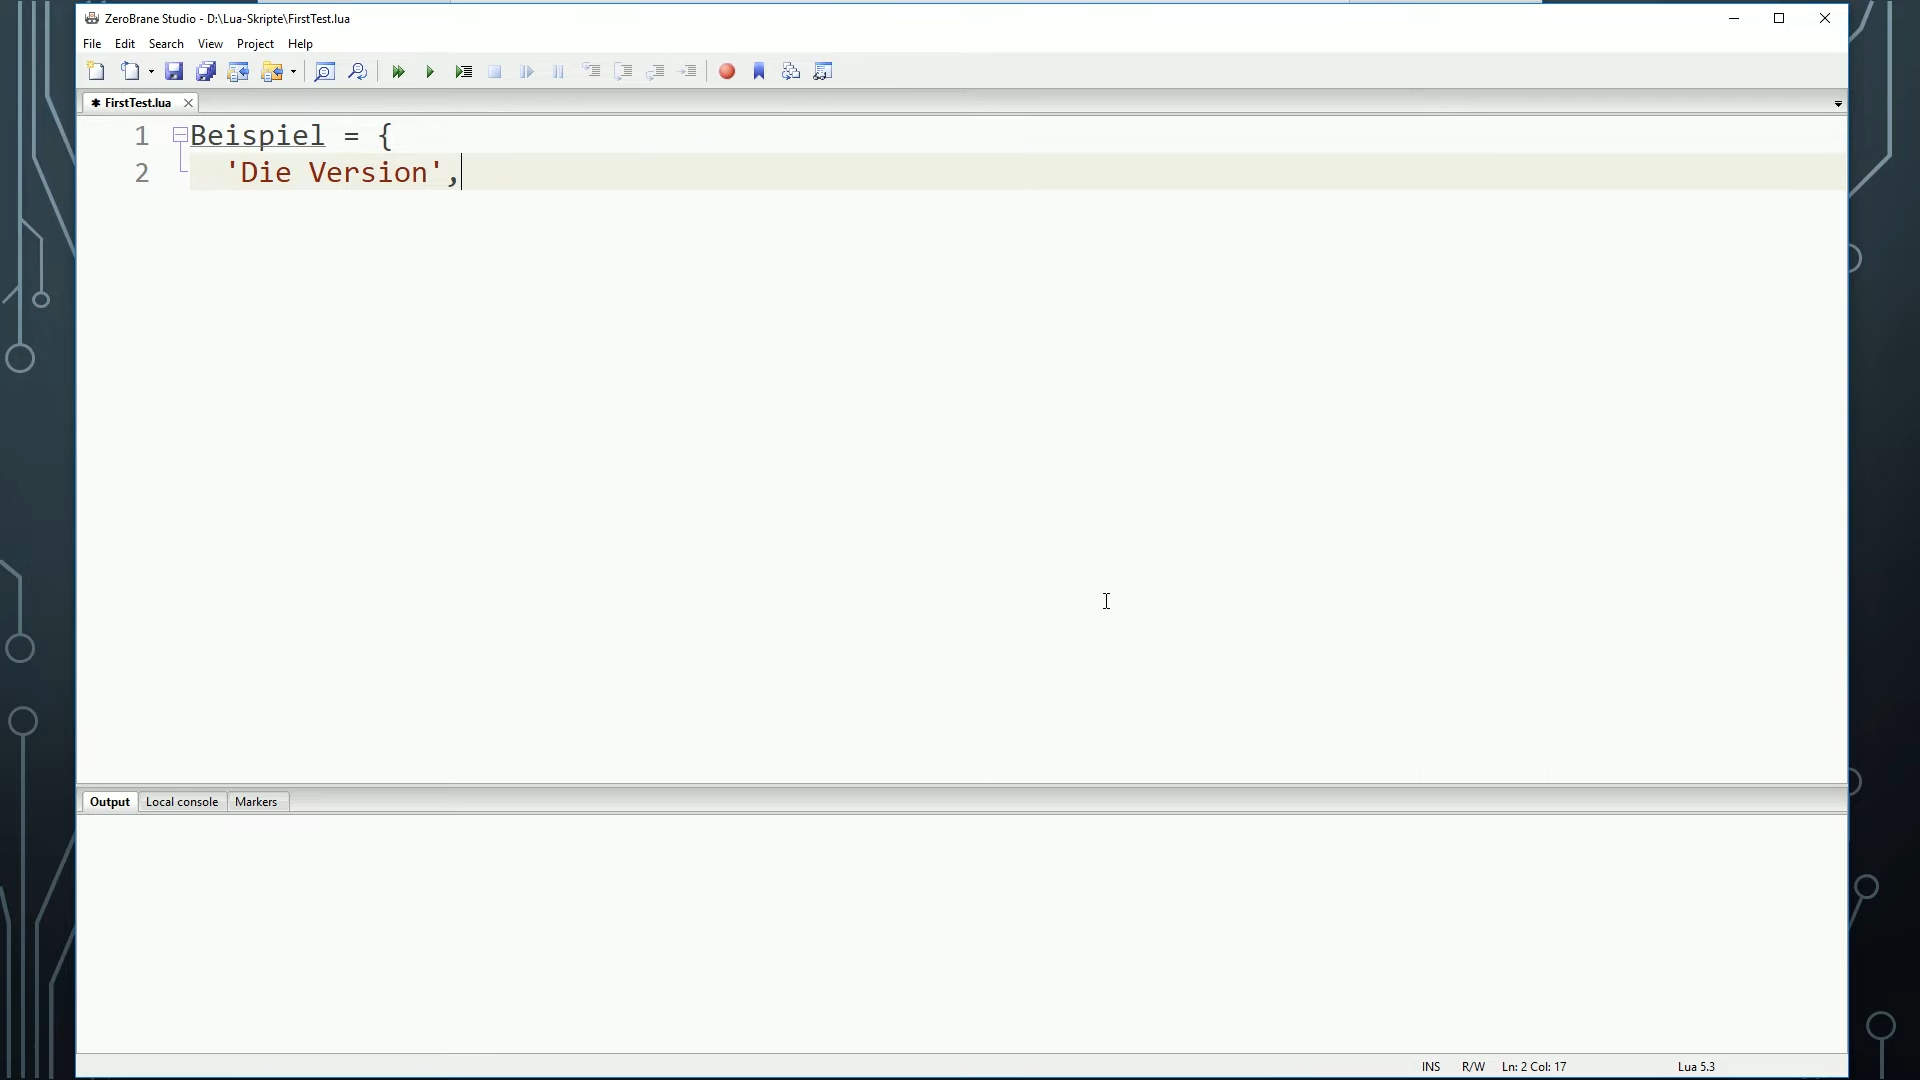 ZeroBrane Studio - D:\Lua-Skripte\FirstTest.lua
File Edit Search View Project Help
✱ FirstTest.lua
1 Beispiel = {
2 'Die Version',
Output Local console Markers
INS R/W Ln: 2 Col: 17 Lua 5.3